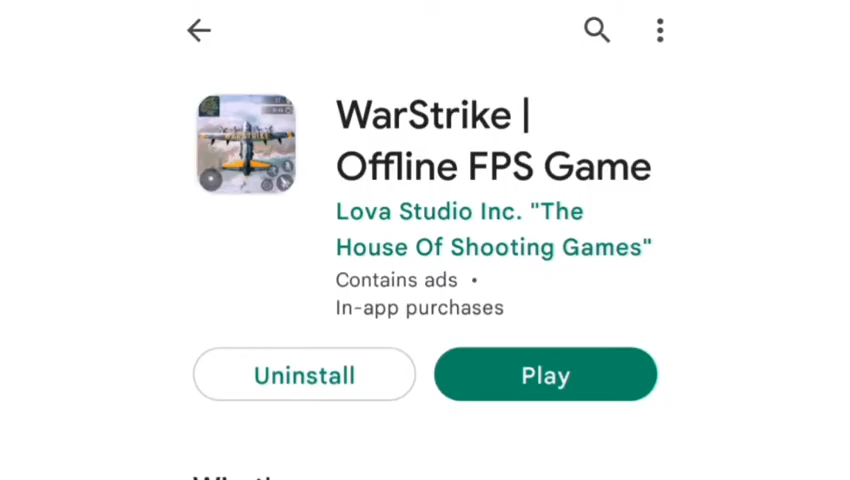 WarStrike |
Offline FPS Game
Lova Studio Inc. "The
House Of Shooting Games"
Contains ads •
In-app purchases
Uninstall
Play